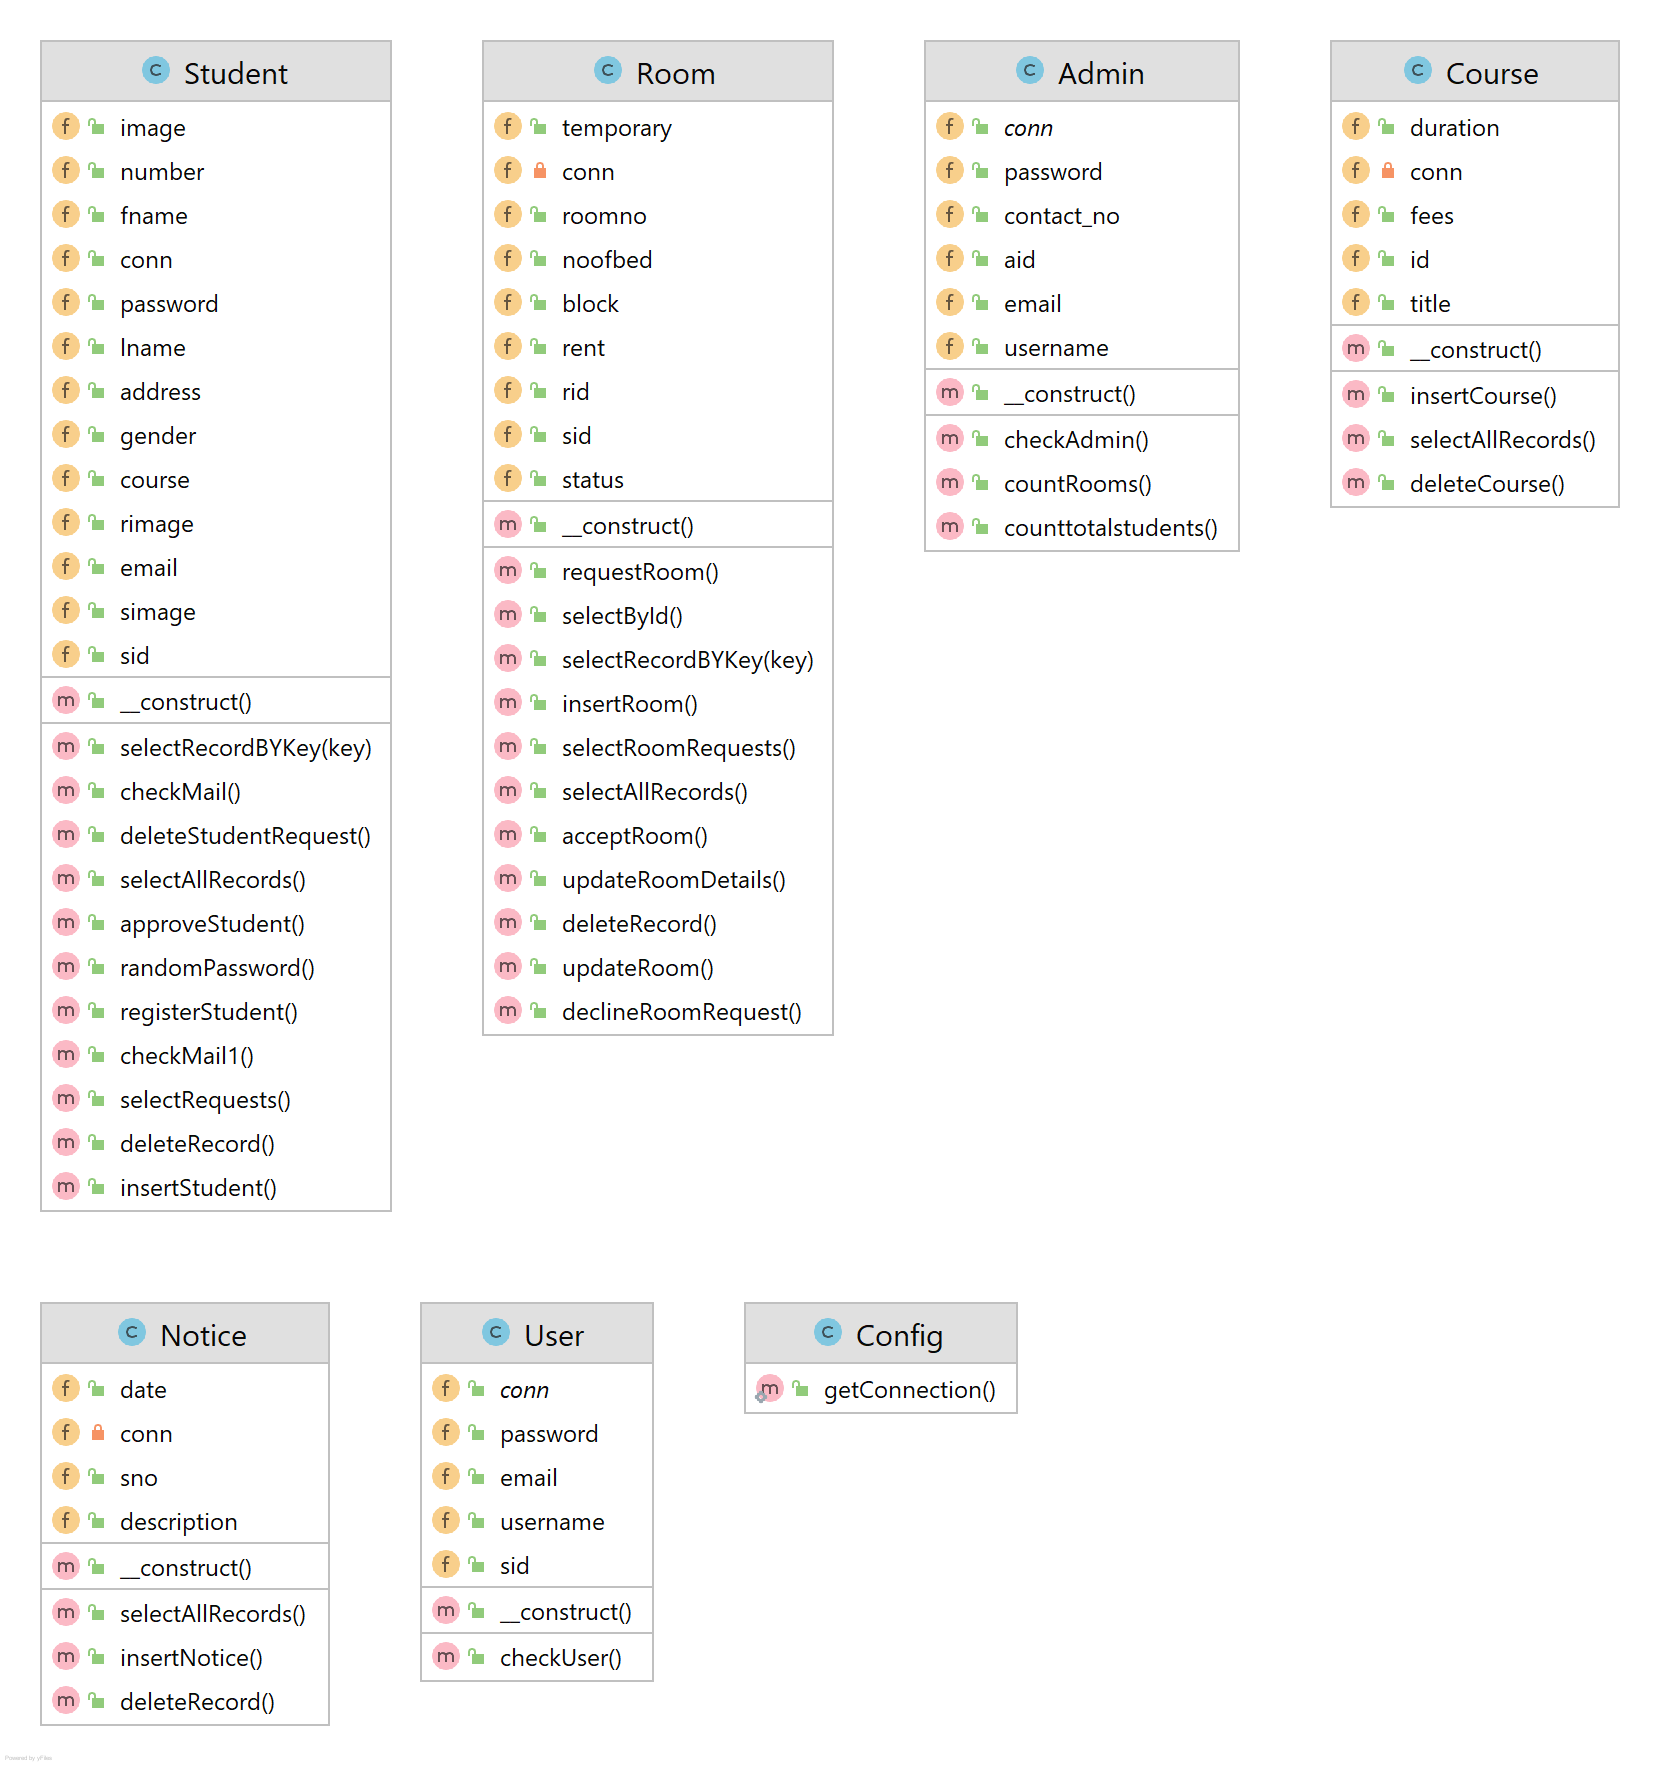 Student
image
number
fname
conn
password
lname
address
gender
course
rimage
email
simage
sid
__construct()
selectRecordBYKey(key)
checkMail()
deleteStudentRequest()
selectAllRecords()
approveStudent()
randomPassword()
registerStudent()
checkMail1()
selectRequests()
deleteRecord()
insertStudent()
Room
temporary
conn
roomno
noofbed
block
rent
rid
sid
status
__construct()
requestRoom()
selectById()
selectRecordBYKey(key)
insertRoom()
selectRoomRequests()
selectAllRecords()
acceptRoom()
updateRoomDetails()
deleteRecord()
updateRoom()
declineRoomRequest()
Admin
conn
password
contact_no
aid
email
username
__construct()
checkAdmin()
countRooms()
counttotalstudents()
Course
duration
conn
fees
id
title
__construct()
insertCourse()
selectAllRecords()
deleteCourse()
Notice
date
conn
sno
description
__construct()
selectAllRecords()
insertNotice()
deleteRecord()
User
conn
password
email
username
sid
__construct()
checkUser()
Config
getConnection()
Powered by yFiles